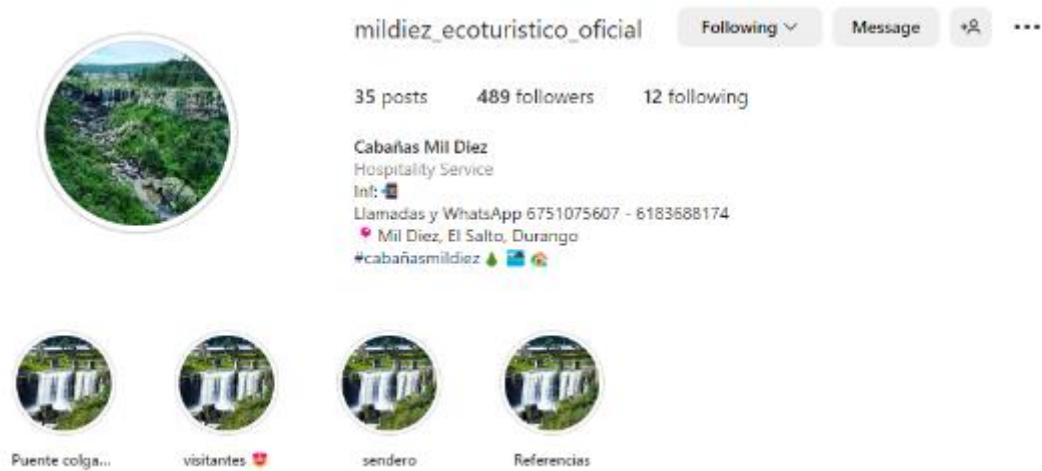 mildiez_ecoturistico_oficial Following Message
35 posts 489 followers 12 following
Cabañas Mil Diez
Hospitality Service
Inf: 📲
Llamadas y WhatsApp 6751075607 - 6183688174
📍 Mil Diez, El Salto, Durango
#cabañasmildiez 🌲 🏞 🏡
Puente colga... visitantes 😍 sendero Referencias